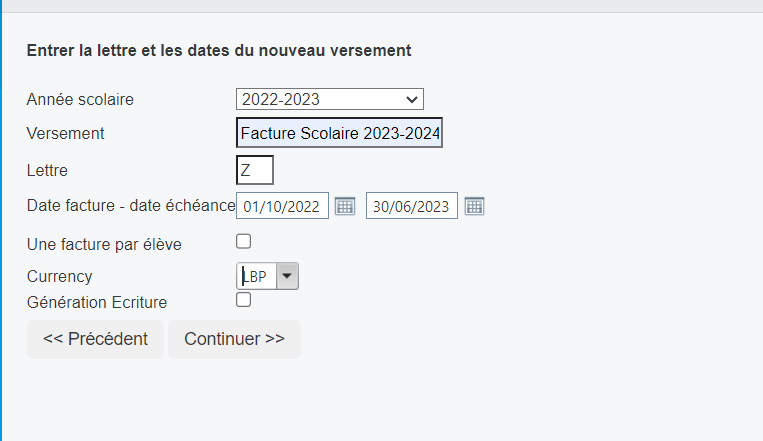 Entrer la lettre et les dates du nouveau versement
Année scolaire 2022-2023
Versement Facture Scolaire 2023-2024
Lettre Z
Date facture - date échéance 01/10/2022 30/06/2023
Une facture par élève
Currency LBP
Génération Ecriture
<< Précédent Continuer >>